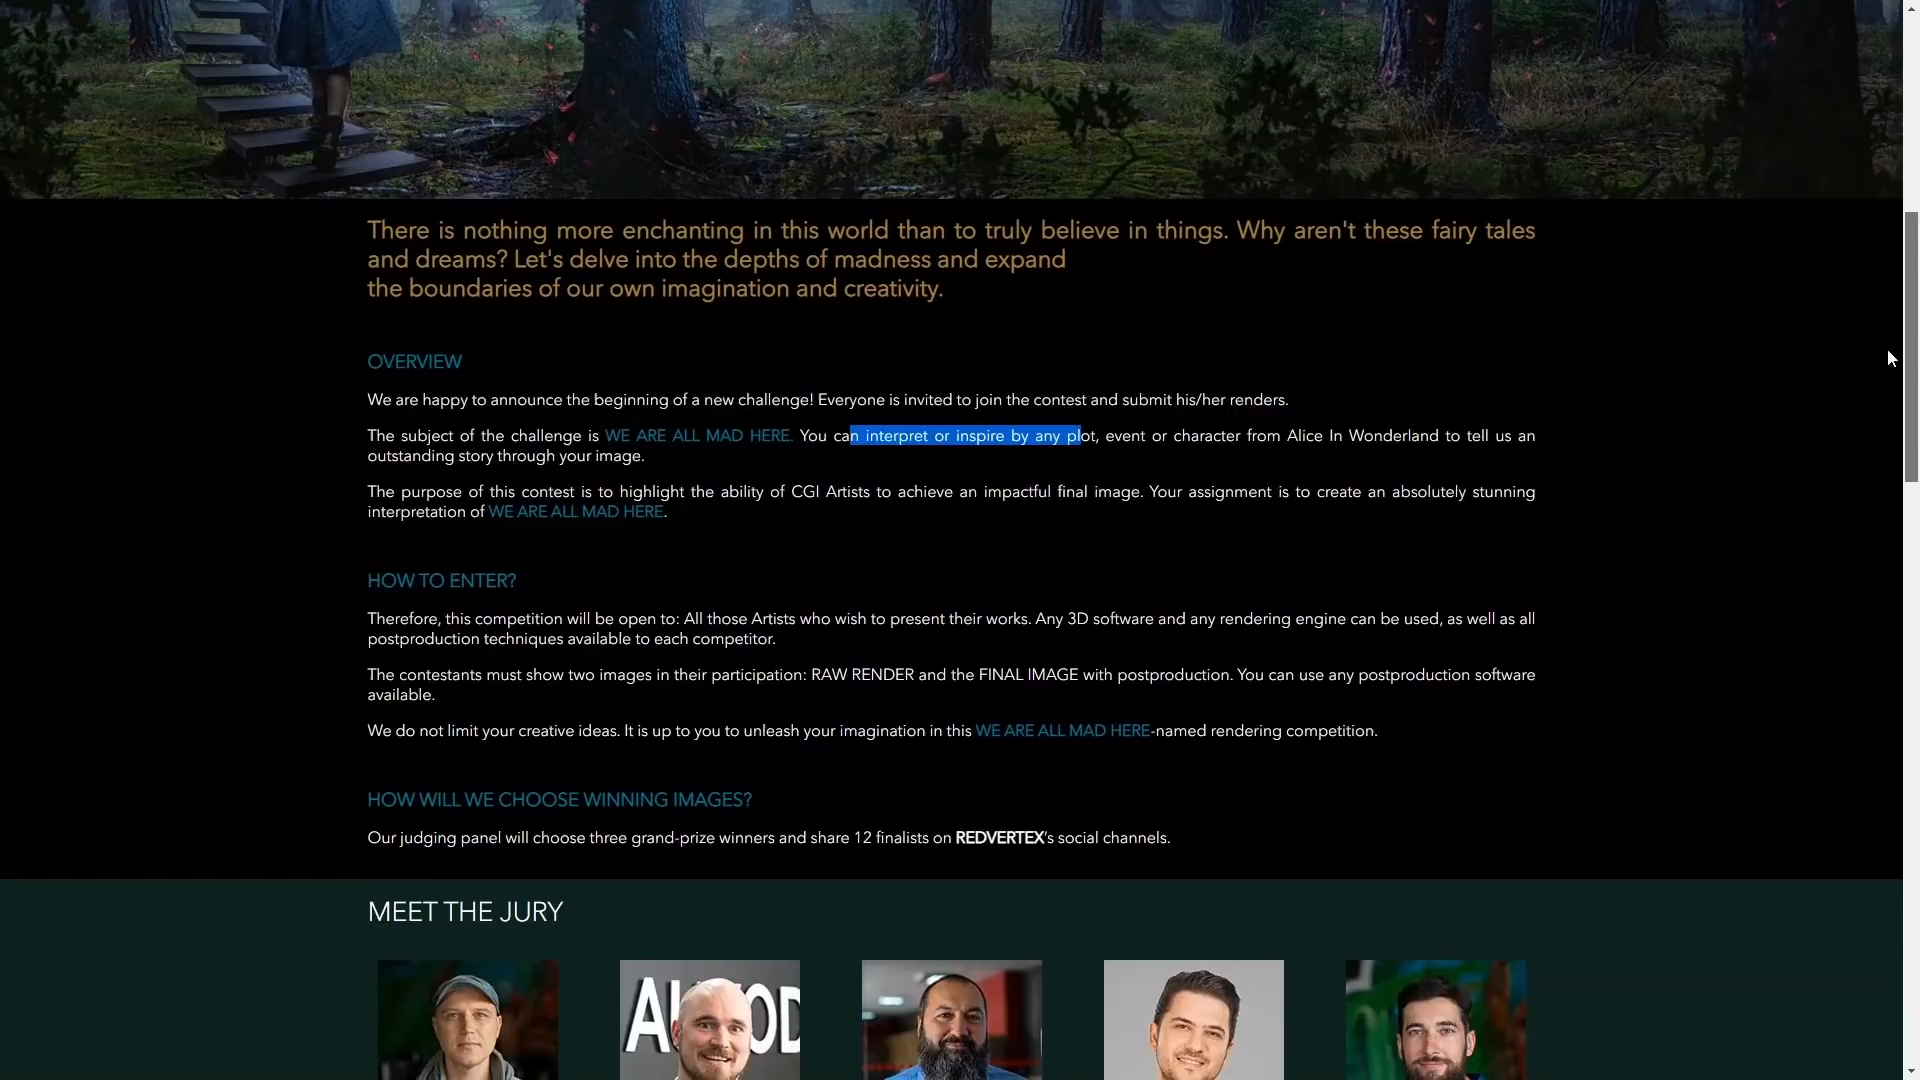 There is nothing more enchanting in this world than to truly believe in things. Why aren't these fairy tales
and dreams? Let's delve into the depths of madness and expand
the boundaries of our own imagination and creativity.
OVERVIEW
We are happy to announce the beginning of a new challenge! Everyone is invited to join the contest and submit his/her renders.
The subject of the challenge is WE ARE ALL MAD HERE. You can interpret or inspire by any plot, event or character from Alice In Wonderland to tell us an
outstanding story through your image.
The purpose of this contest is to highlight the ability of CGI Artists to achieve an impactful final image. Your assignment is to create an absolutely stunning
interpretation of WE ARE ALL MAD HERE.
HOW TO ENTER?
Therefore, this competition will be open to: All those Artists who wish to present their works. Any 3D software and any rendering engine can be used, as well as all
postproduction techniques available to each competitor.
The contestants must show two images in their participation: RAW RENDER and the FINAL IMAGE with postproduction. You can use any postproduction software
available.
We do not limit your creative ideas. It is up to you to unleash your imagination in this WE ARE ALL MAD HERE-named rendering competition.
HOW WILL WE CHOOSE WINNING IMAGES?
Our judging panel will choose three grand-prize winners and share 12 finalists on REDVERTEX's social channels.
MEET THE JURY